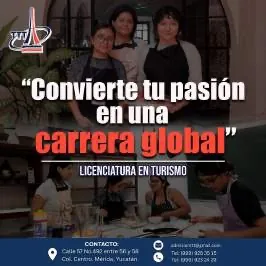 "Convierte tu pasión
en una
carrera global"
LICENCIATURA EN TURISMO
CONTACTO:
Calle 57 No.492 entre 56 y 58
Col. Centro. Mérida, Yucatán